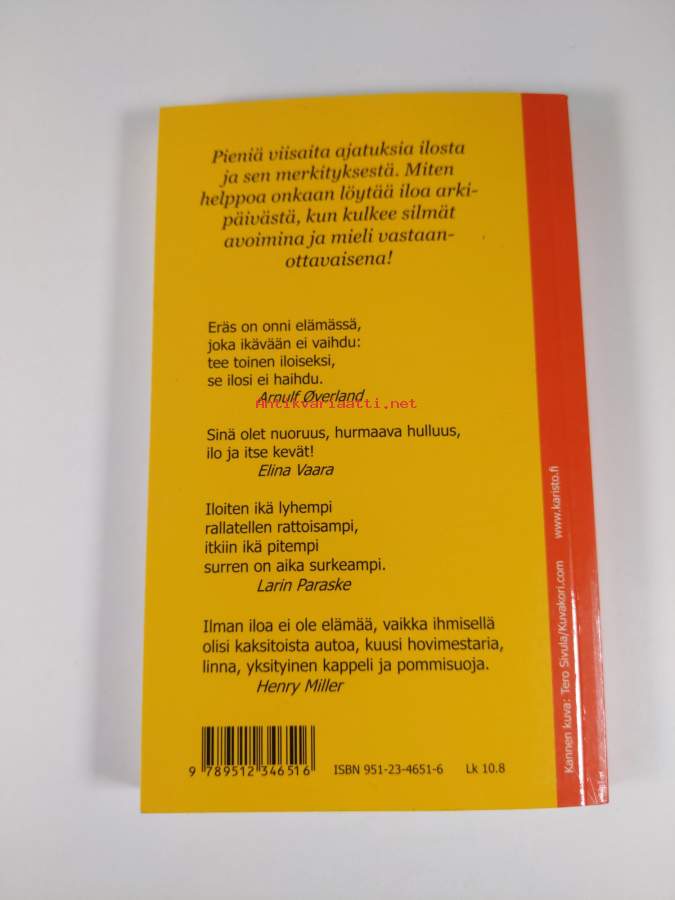 Pieniä viisaita ajatuksia ilosta
ja sen merkityksestä. Miten
helppoa onkaan löytää iloa arki-
päivästä, kun kulkee silmät
avoimina ja mieli vastaan-
ottavaisena!
Eräs on onni elämässä,
joka ikävään ei vaihdu:
tee toinen iloiseksi,
se ilosi ei haihdu.
Arnulf Øverland
Antikvariaatti.net
Sinä olet nuoruus, hurmaava hulluus,
ilo ja itse kevät!
Elina Vaara
Iloiten ikä lyhempi
rallatellen rattoisampi,
itkiin ikä pitempi
surren on aika surkeampi.
Larin Paraske
Ilman iloa ei ole elämää, vaikka ihmisellä
olisi kaksitoista autoa, kuusi hovimestaria,
linna, yksityinen kappeli ja pommisuoja.
Henry Miller
9 789512 346516
ISBN 951-23-4651-6 Lk 10.8
Kannen kuva: Tero Sivula/Kuvakori.com www.karisto.fi